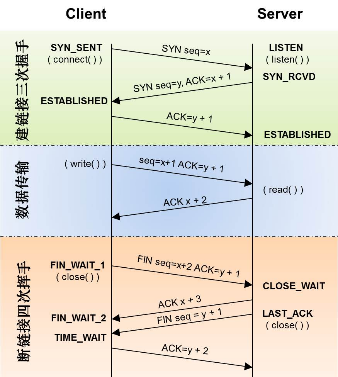 Client
Server
建链接三次握手
SYN_SENT
( connect( ) )
SYN seq=x
LISTEN
( listen( ) )
SYN_RCVD
SYN seq=y, ACK=x + 1
ESTABLISHED
ACK=y + 1
ESTABLISHED
数据传输
( write( ) )
seq=x+1 ACK=y + 1
( read( ) )
ACK x + 2
断链接四次挥手
FIN_WAIT_1
( close( ) )
FIN seq=x+2 ACK=y + 1
CLOSE_WAIT
ACK x + 3
FIN_WAIT_2
FIN seq = y + 1
LAST_ACK
( close( ) )
TIME_WAIT
ACK=y + 2